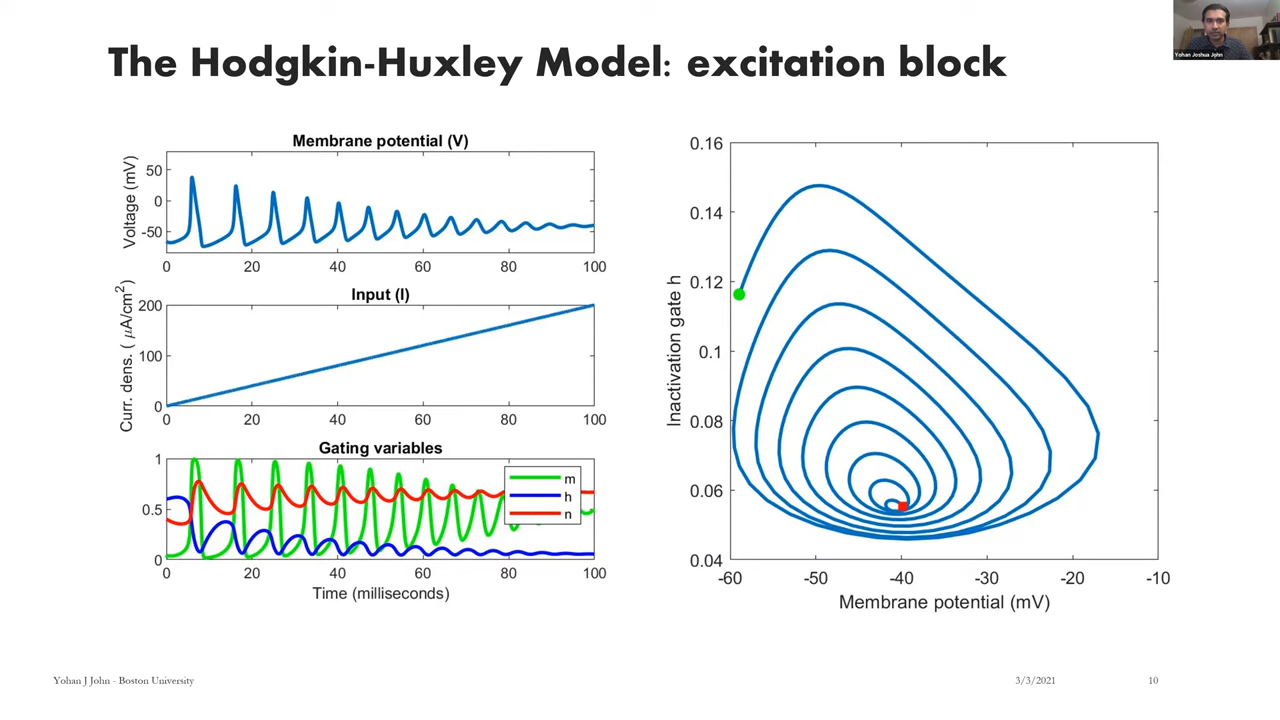 The Hodgkin-Huxley Model: excitation block
Yohan Joshua John
Membrane potential (V)
Voltage (mV)
50
0
-50
0 20 40 60 80 100
Input (I)
Curr. dens. ( μA/cm²)
200
100
0
0 20 40 60 80 100
Gating variables
1
0.5
0
m
h
n
0 20 40 60 80 100
Time (milliseconds)
Inactivation gate h
0.16
0.14
0.12
0.1
0.08
0.06
0.04
-60 -50 -40 -30 -20 -10
Membrane potential (mV)
Yohan J John - Boston University
3/3/2021
10